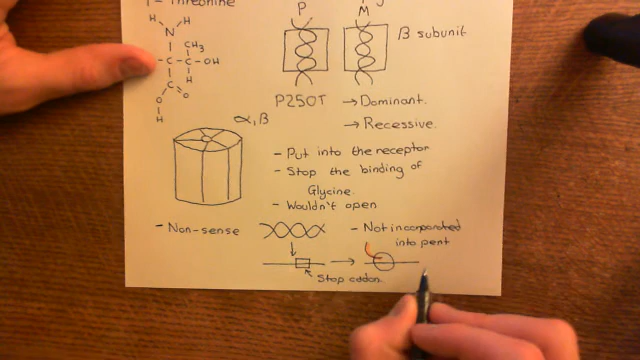 T - Threonine
P
M
β subunit
H
H
N
CH3
- C - C - OH
H
C
O
O
H
P250T → Dominant.
→ Recessive.
α, β
- Put into the receptor
- Stop the binding of
Glycine.
- Wouldn't open
- Non-sense
- Not incorporated
into pent
Stop codon.